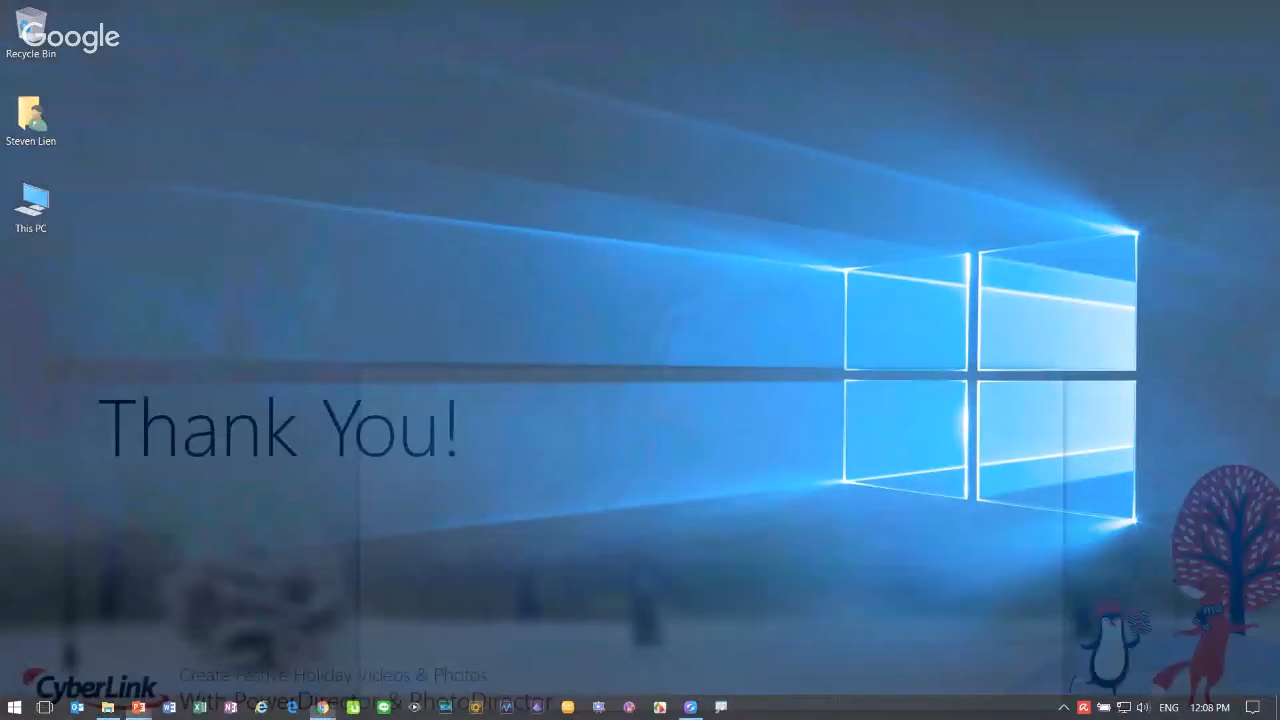 Google
Recycle Bin
Steven Lien
This PC
Thank You!
CyberLink
Create Festive Holiday Videos & Photos
With PowerDirector & PhotoDirector
ENG
12:08 PM